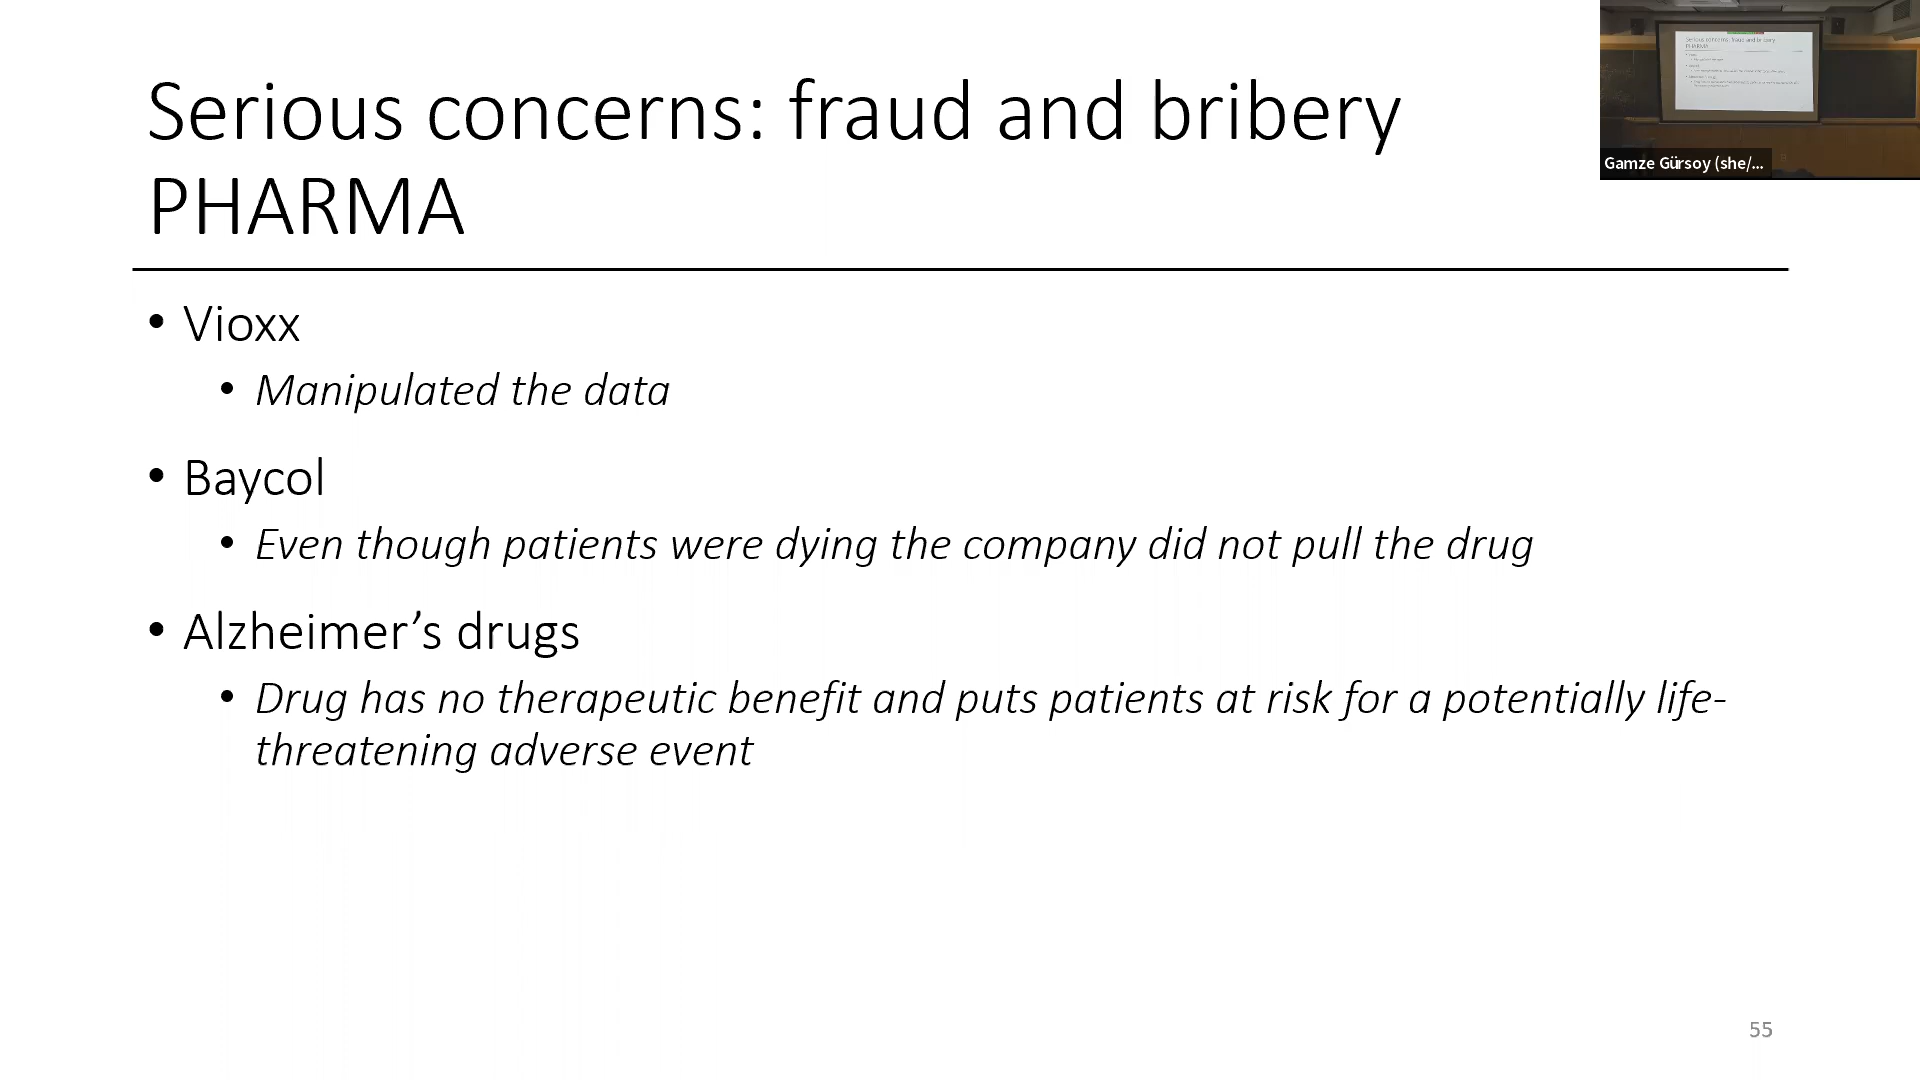 Serious concerns: fraud and bribery
PHARMA
Gamze Gürsoy (she/...
• Vioxx
• Manipulated the data
• Baycol
• Even though patients were dying the company did not pull the drug
• Alzheimer’s drugs
• Drug has no therapeutic benefit and puts patients at risk for a potentially life-
threatening adverse event
55